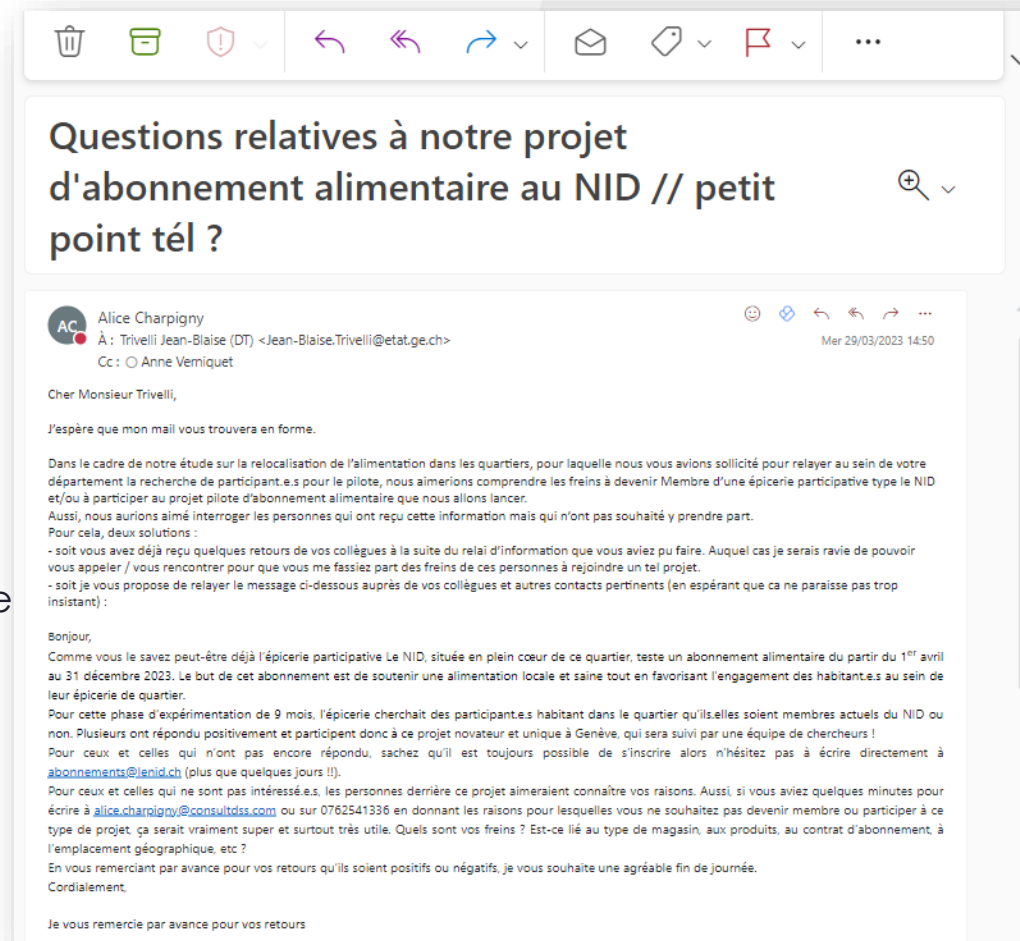 Questions relatives à notre projet
d'abonnement alimentaire au NID // petit
point tél ?
AC
Alice Charpigny
À : Trivelli Jean-Blaise (DT) <Jean-Blaise.Trivelli@etat.ge.ch>
Cc : Anne Verniquet
Mer 29/03/2023 14:50
Cher Monsieur Trivelli,
J'espère que mon mail vous trouvera en forme.
Dans le cadre de notre étude sur la relocalisation de l'alimentation dans les quartiers, pour laquelle nous vous avions sollicité pour relayer au sein de votre
département la recherche de participant.e.s pour le pilote, nous aimerions comprendre les freins à devenir Membre d'une épicerie participative type le NID
et/ou à participer au projet pilote d'abonnement alimentaire que nous allons lancer.
Aussi, nous aurions aimé interroger les personnes qui ont reçu cette information mais qui n'ont pas souhaité y prendre part.
Pour cela, deux solutions :
- soit vous avez déjà reçu quelques retours de vos collègues à la suite du relai d'information que vous aviez pu faire. Auquel cas je serais ravie de pouvoir
vous appeler / vous rencontrer pour que vous me fassiez part des freins de ces personnes à rejoindre un tel projet.
- soit je vous propose de relayer le message ci-dessous auprès de vos collègues et autres contacts pertinents (en espérant que ca ne paraisse pas trop
insistant) :
e
Bonjour,
Comme vous le savez peut-être déjà l'épicerie participative Le NID, située en plein cœur de ce quartier, teste un abonnement alimentaire du partir du 1er avril
au 31 décembre 2023. Le but de cet abonnement est de soutenir une alimentation locale et saine tout en favorisant l'engagement des habitant.e.s au sein de
leur épicerie de quartier.
Pour cette phase d'expérimentation de 9 mois, l'épicerie cherchait des participant.e.s habitant dans le quartier qu'ils.elles soient membres actuels du NID ou
non. Plusieurs ont répondu positivement et participent donc à ce projet novateur et unique à Genève, qui sera suivi par une équipe de chercheurs !
Pour ceux et celles qui n'ont pas encore répondu, sachez qu'il est toujours possible de s'inscrire alors n'hésitez pas à écrire directement à
abonnements@lenid.ch (plus que quelques jours !!).
Pour ceux et celles qui ne sont pas intéressé.e.s, les personnes derrière ce projet aimeraient connaître vos raisons. Aussi, si vous aviez quelques minutes pour
écrire à alice.charpigny@consultdss.com ou sur 0762541336 en donnant les raisons pour lesquelles vous ne souhaitez pas devenir membre ou participer à ce
type de projet, ça serait vraiment super et surtout très utile. Quels sont vos freins ? Est-ce lié au type de magasin, aux produits, au contrat d'abonnement, à
l'emplacement géographique, etc ?
En vous remerciant par avance pour vos retours qu'ils soient positifs ou négatifs, je vous souhaite une agréable fin de journée.
Cordialement,
Je vous remercie par avance pour vos retours